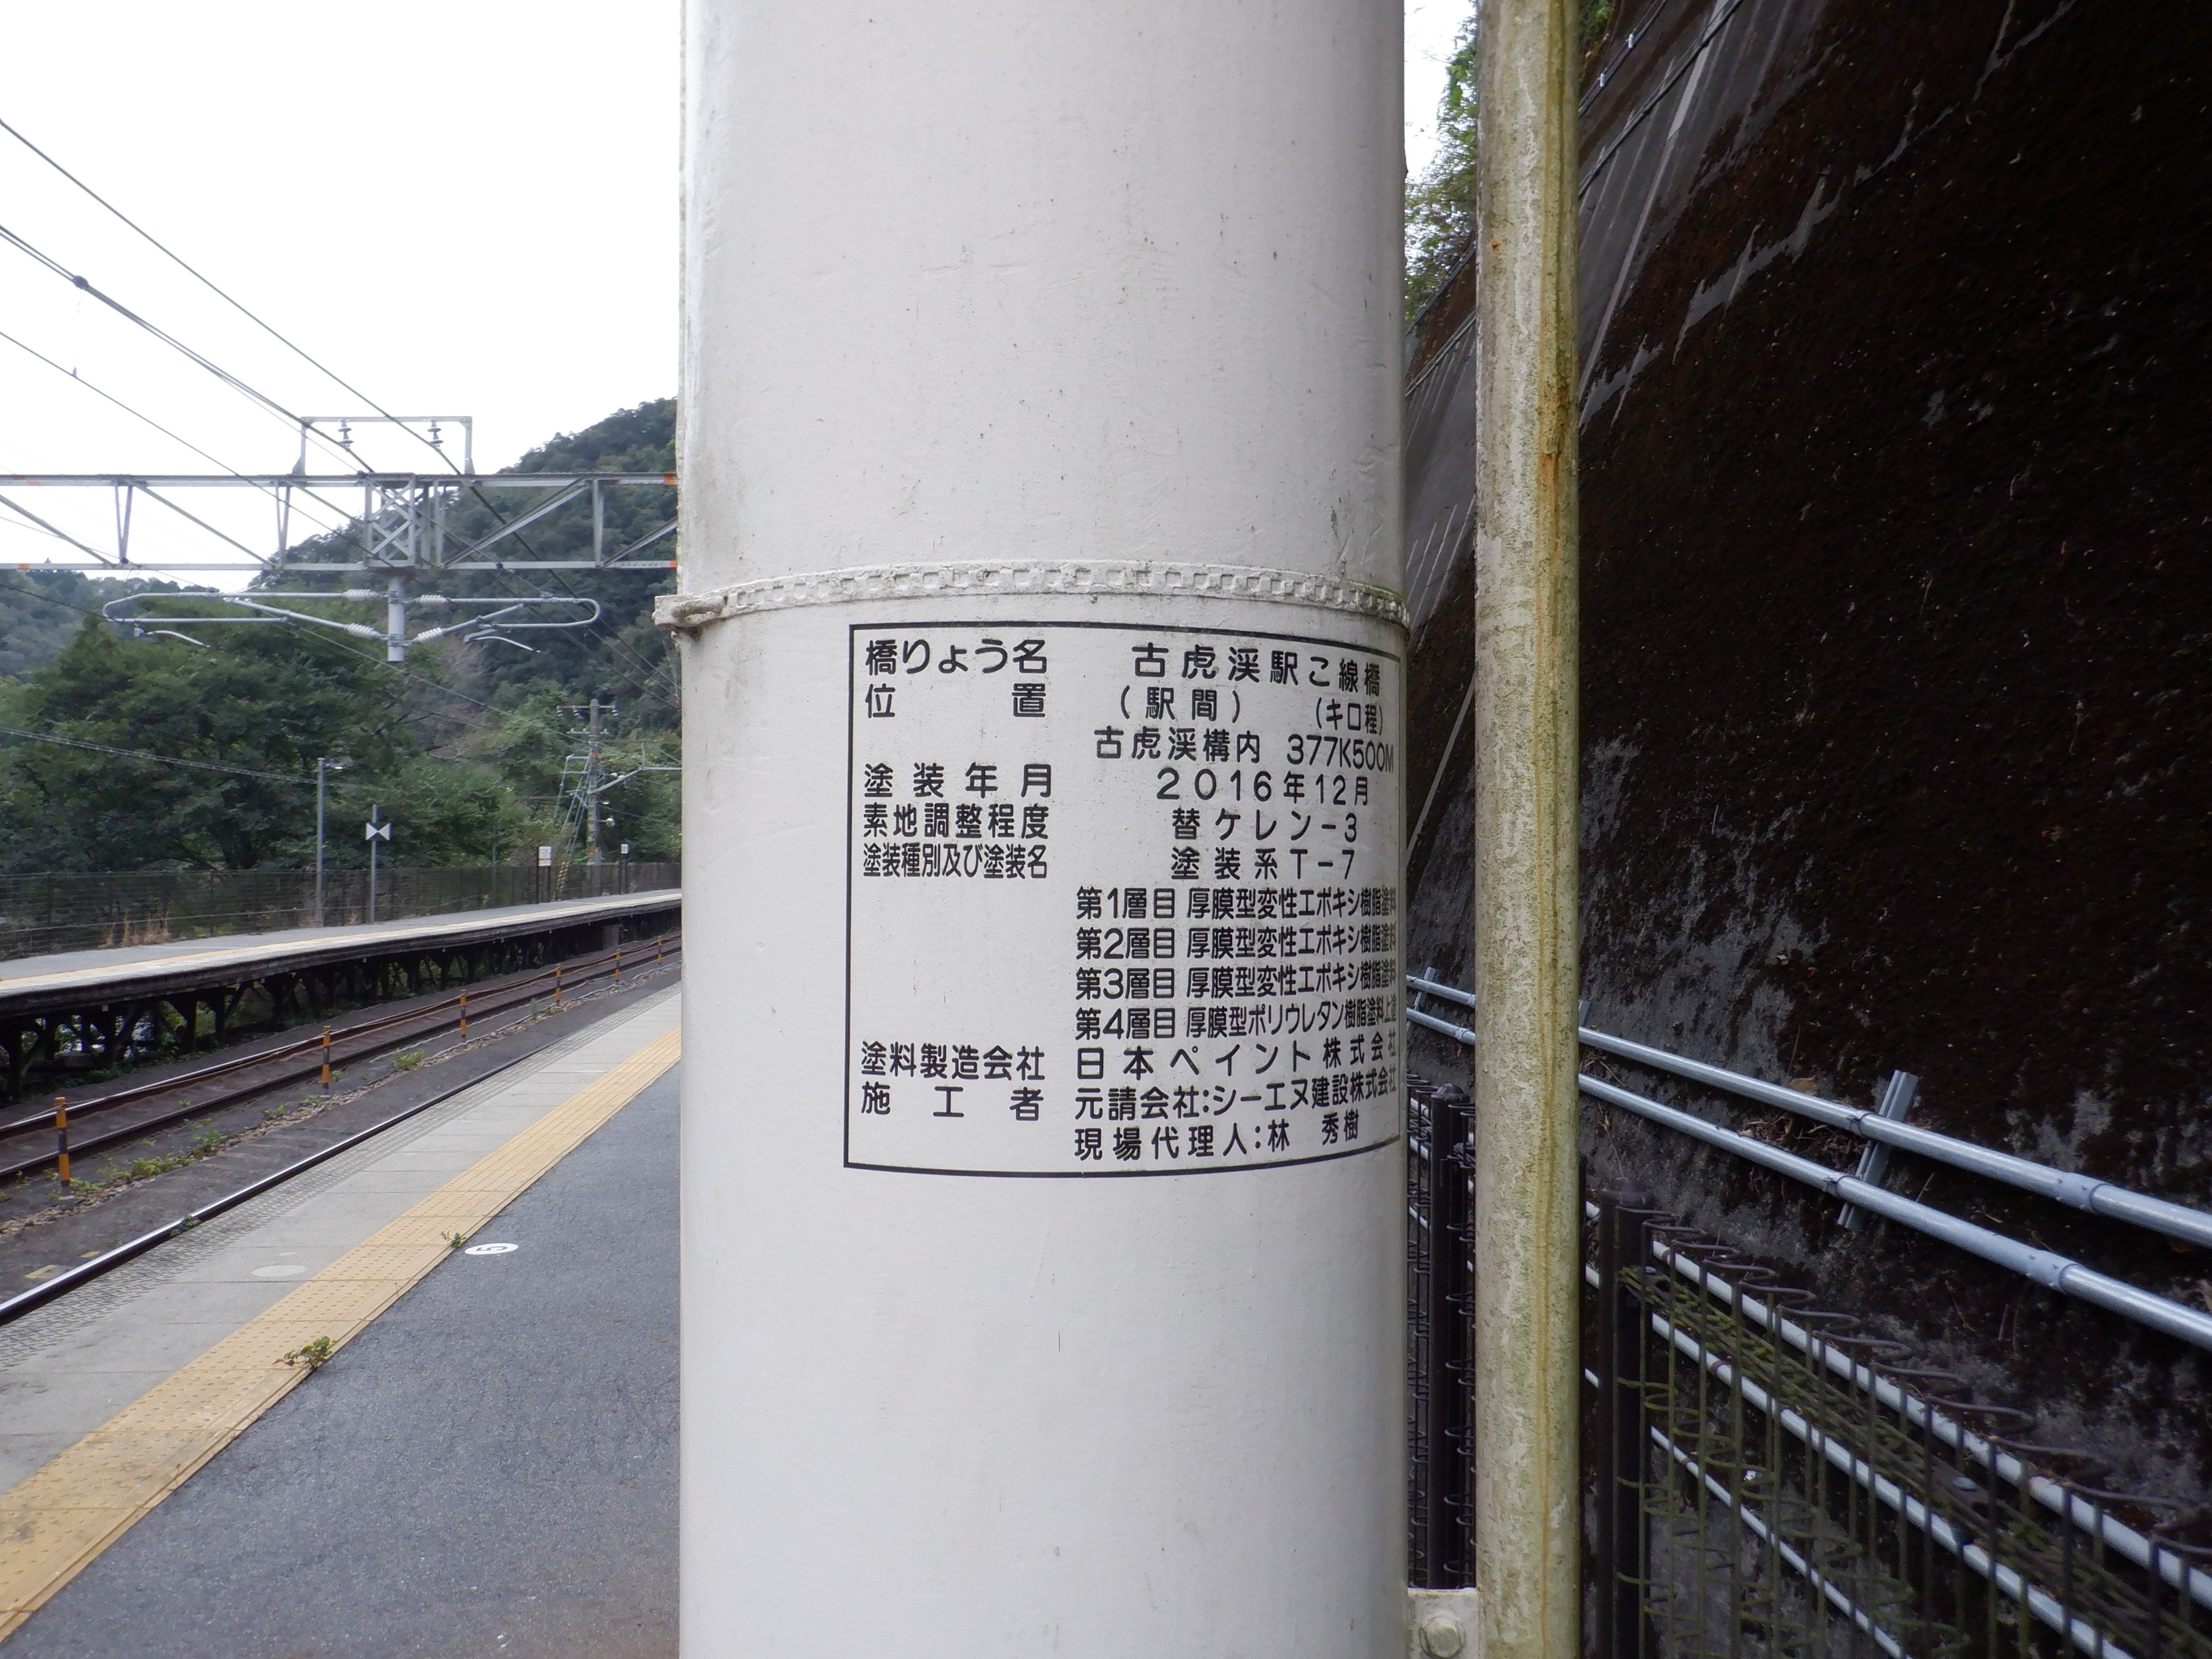 橋りょう名 古虎渓駅こ線橋
位置 (駅間) (キロ程)
古虎渓構内 377K500M
塗装年月 2016年12月
素地調整程度 替ケレン-3
塗装種別及び塗装名 塗装系T-7
第1層目 厚膜型変性エポキシ樹脂塗料
第2層目 厚膜型変性エポキシ樹脂塗料
第3層目 厚膜型変性エポキシ樹脂塗料
第4層目 厚膜型ポリウレタン樹脂塗料上塗
塗料製造会社 日本ペイント株式会社
施工者 元請会社:シーエヌ建設株式会社
現場代理人:林 秀樹
5